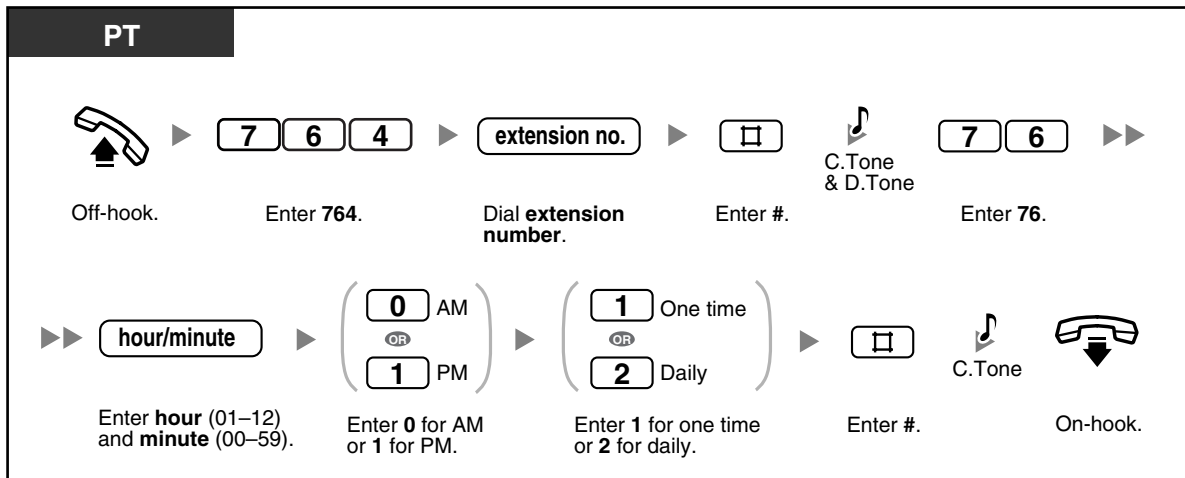 PT
7 6 4
extension no.
C.Tone
& D.Tone
7 6
Off-hook.
Enter 764.
Dial extension
number.
Enter #.
Enter 76.
hour/minute
0 AM
OR
1 PM
1 One time
OR
2 Daily
C.Tone
Enter hour (01–12)
and minute (00–59).
Enter 0 for AM
or 1 for PM.
Enter 1 for one time
or 2 for daily.
Enter #.
On-hook.